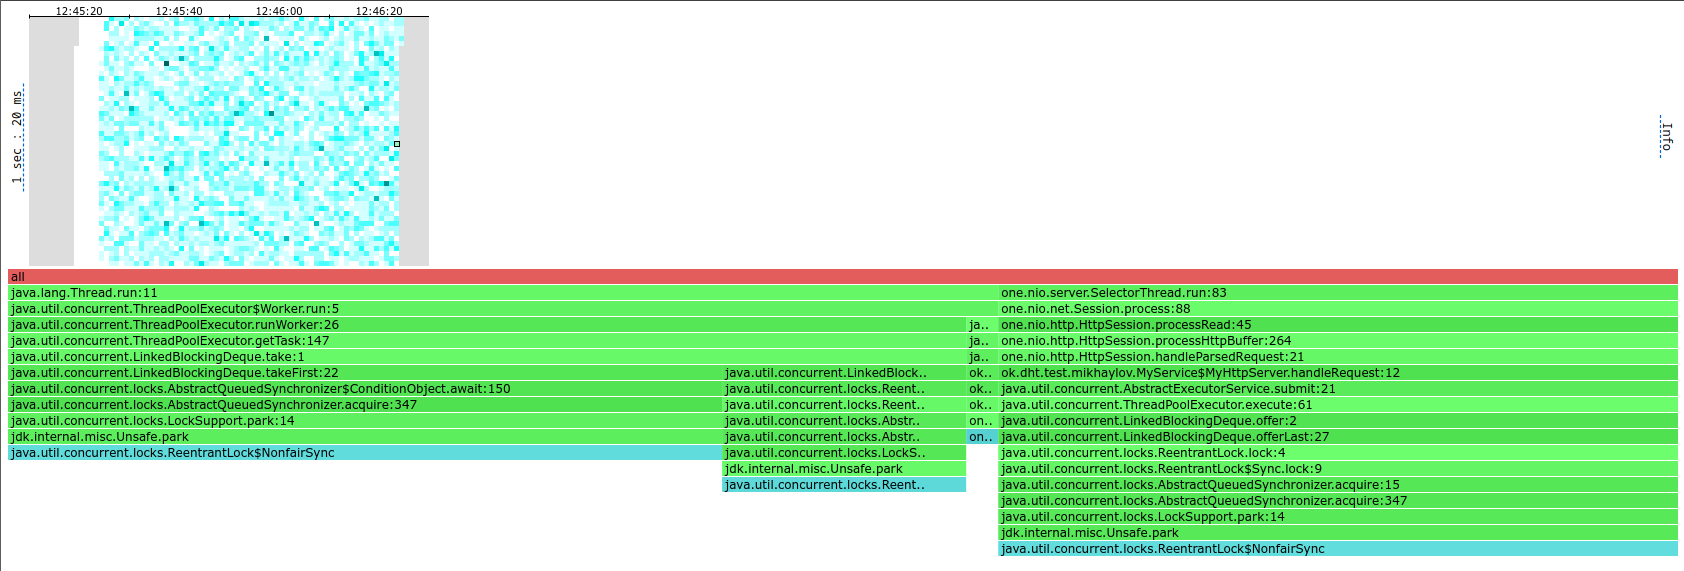 12:45:20 12:45:40 12:46:00 12:46:20
1 sec : 20 ms
Info
all
java.lang.Thread.run:11 one.nio.server.SelectorThread.run:83
java.util.concurrent.ThreadPoolExecutor$Worker.run:5 one.nio.net.Session.process:88
java.util.concurrent.ThreadPoolExecutor.runWorker:26 ja.. one.nio.http.HttpSession.processRead:45
java.util.concurrent.ThreadPoolExecutor.getTask:147 ja.. one.nio.http.HttpSession.processHttpBuffer:264
java.util.concurrent.LinkedBlockingDeque.take:1 ja.. one.nio.http.HttpSession.handleParsedRequest:21
java.util.concurrent.LinkedBlockingDeque.takeFirst:22 java.util.concurrent.LinkedBlock.. ok.. ok.dht.test.mikhaylov.MyService$MyHttpServer.handleRequest:12
java.util.concurrent.locks.AbstractQueuedSynchronizer$ConditionObject.await:150 java.util.concurrent.locks.Reent.. ok.. java.util.concurrent.AbstractExecutorService.submit:21
java.util.concurrent.locks.AbstractQueuedSynchronizer.acquire:347 java.util.concurrent.locks.Reent.. ok.. java.util.concurrent.ThreadPoolExecutor.execute:61
java.util.concurrent.locks.LockSupport.park:14 java.util.concurrent.locks.Abstr.. on.. java.util.concurrent.LinkedBlockingDeque.offer:2
jdk.internal.misc.Unsafe.park java.util.concurrent.locks.Abstr.. on.. java.util.concurrent.LinkedBlockingDeque.offerLast:27
java.util.concurrent.locks.ReentrantLock$NonfairSync java.util.concurrent.locks.LockS.. java.util.concurrent.locks.ReentrantLock.lock:4
jdk.internal.misc.Unsafe.park java.util.concurrent.locks.ReentrantLock$Sync.lock:9
java.util.concurrent.locks.Reent.. java.util.concurrent.locks.AbstractQueuedSynchronizer.acquire:15
java.util.concurrent.locks.AbstractQueuedSynchronizer.acquire:347
java.util.concurrent.locks.LockSupport.park:14
jdk.internal.misc.Unsafe.park
java.util.concurrent.locks.ReentrantLock$NonfairSync